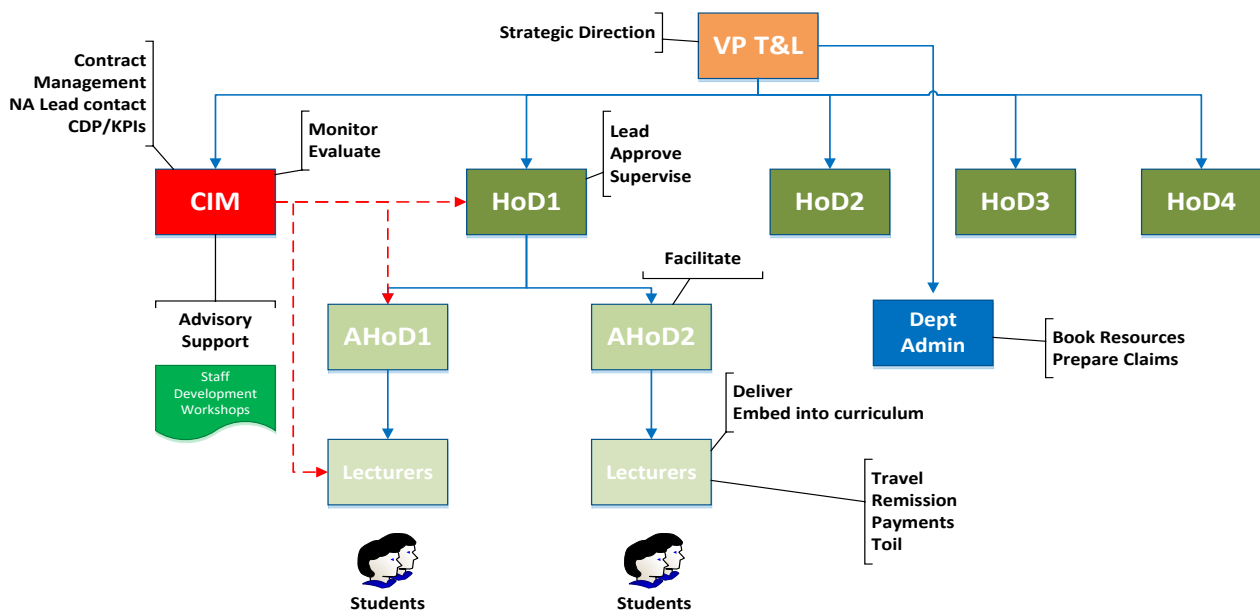 Strategic Direction
VP T&L
Contract
Management
NA Lead contact
CDP/KPIs
Monitor
Evaluate
Lead
Approve
Supervise
CIM
HoD1
HoD2
HoD3
HoD4
Facilitate
Advisory
Support
AHoD1
AHoD2
Dept
Admin
Book Resources
Prepare Claims
Staff
Development
Workshops
Deliver
Embed into curriculum
Lecturers
Lecturers
Travel
Remission
Payments
Toil
Students
Students